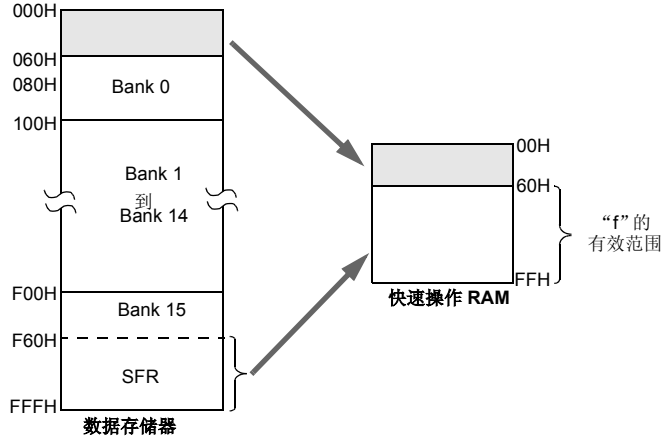 000H
060H
080H
Bank 0
100H
Bank 1
到
Bank 14
F00H
Bank 15
F60H
SFR
FFFH
数据存储器
00H
60H
“f”的
有效范围
FFH
快速操作 RAM